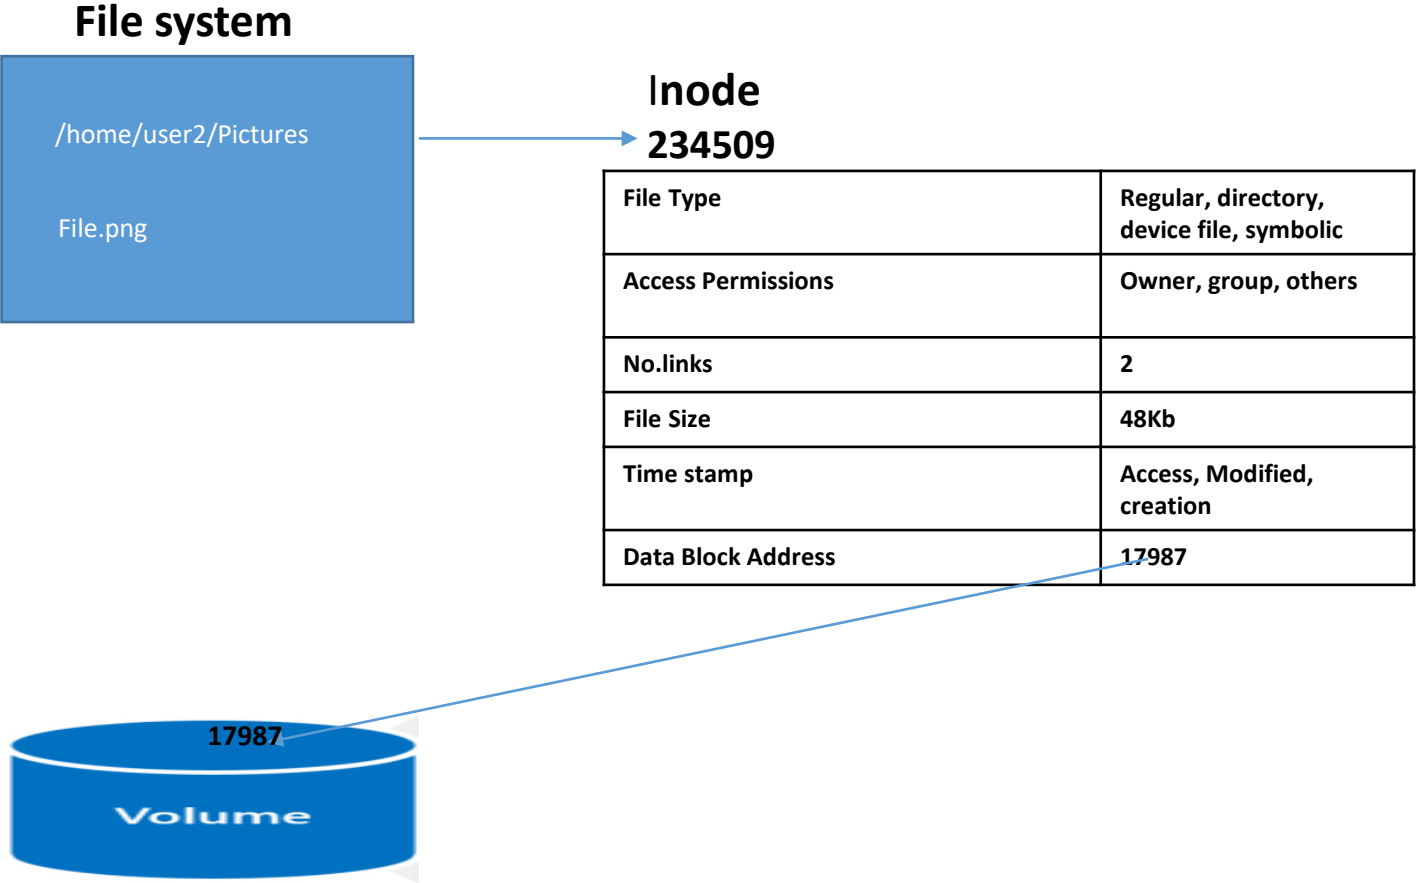 File system
/home/user2/Pictures
File.png
Inode
234509
File Type
Regular, directory,
device file, symbolic
Access Permissions
Owner, group, others
No.links
2
File Size
48Kb
Time stamp
Access, Modified,
creation
Data Block Address
17987
17987
Volume